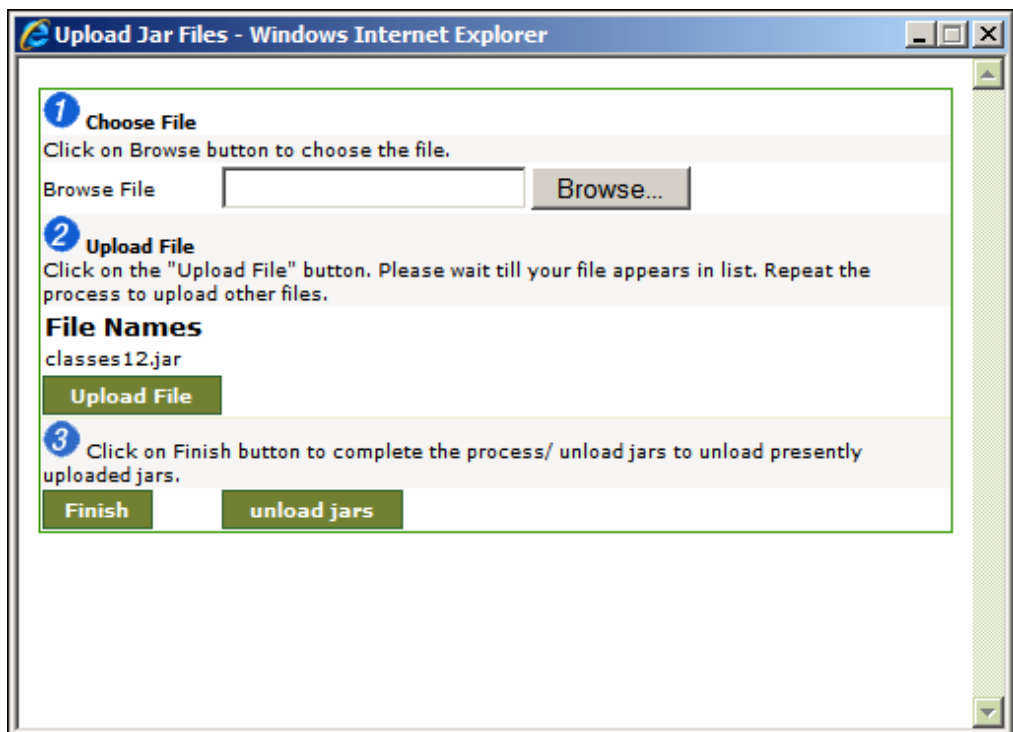 Upload Jar Files - Windows Internet Explorer
1 Choose File
Click on Browse button to choose the file.
Browse File Browse...
2 Upload File
Click on the "Upload File" button. Please wait till your file appears in list. Repeat the
process to upload other files.
File Names
classes12.jar
Upload File
3 Click on Finish button to complete the process/ unload jars to unload presently
uploaded jars.
Finish unload jars